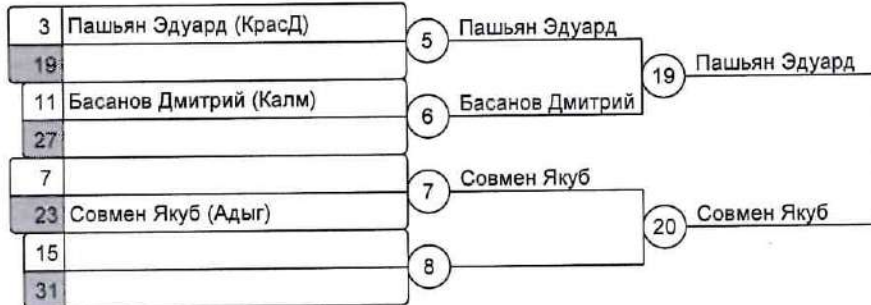 3 Пашьян Эдуард (КрасД)
19
5 Пашьян Эдуард
11 Басанов Дмитрий (Калм)
27
6 Басанов Дмитрий
19 Пашьян Эдуард
7
23 Совмен Якуб (Адыг)
7 Совмен Якуб
15
31
8
20 Совмен Якуб